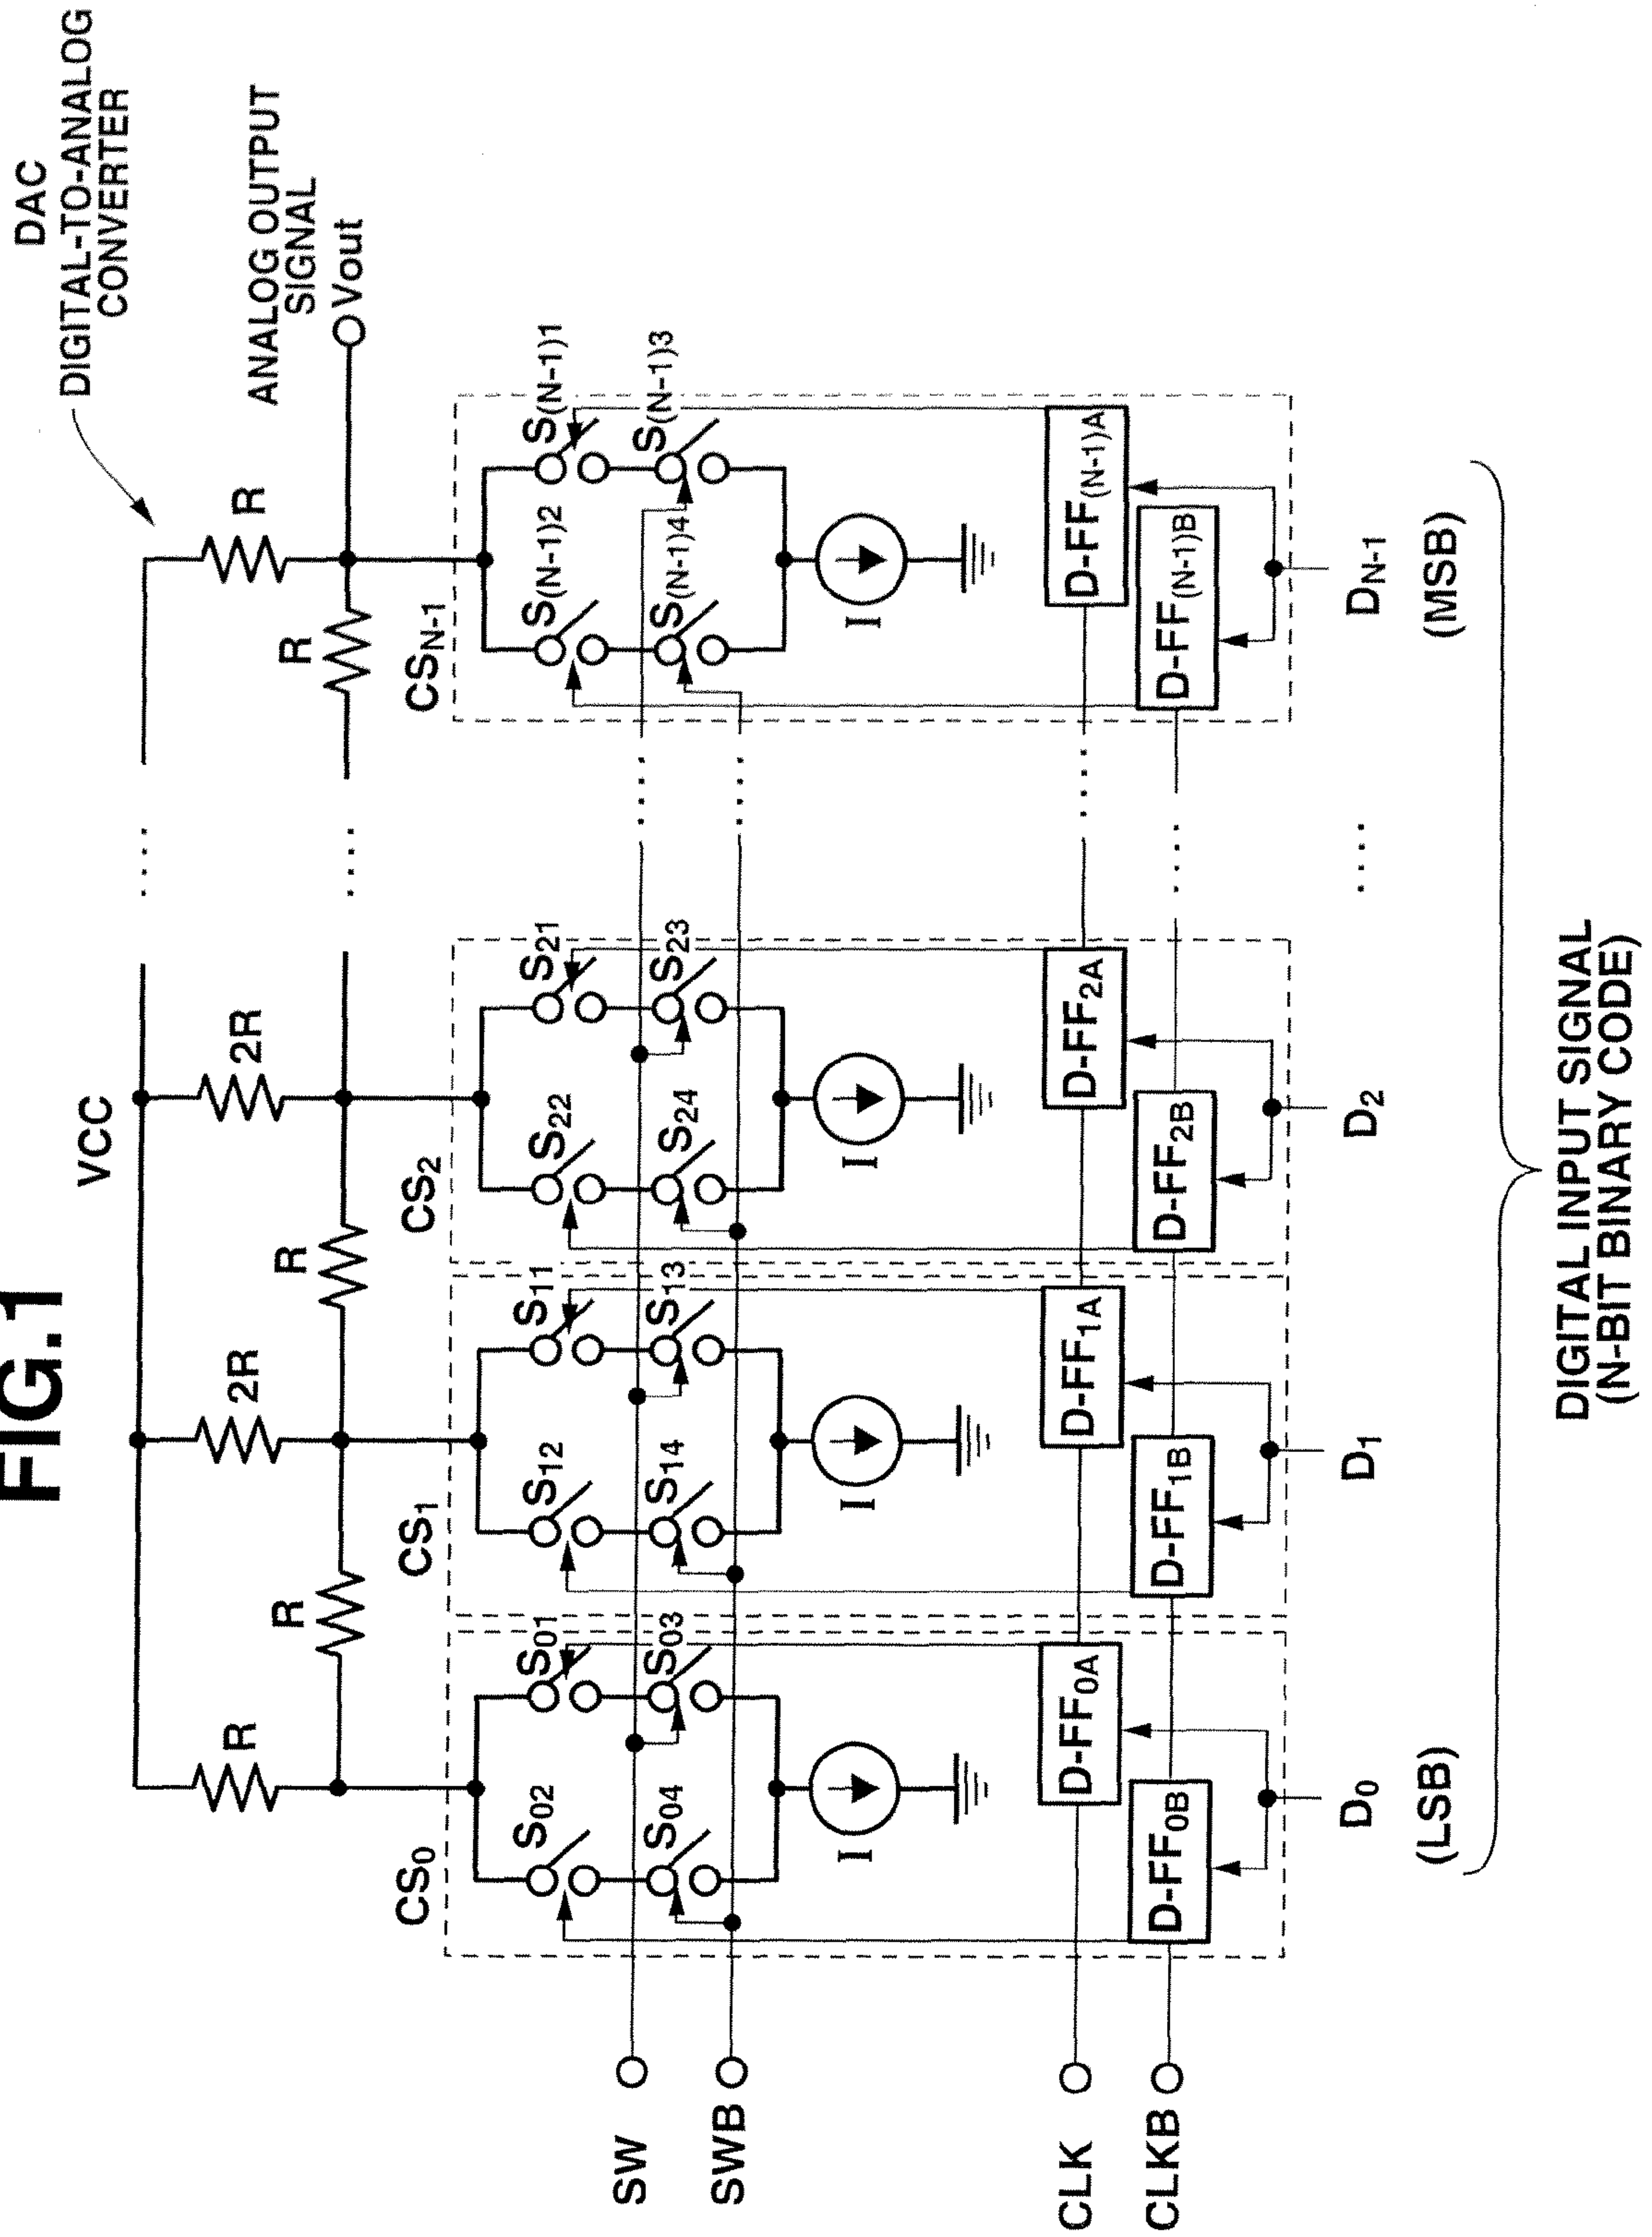 FIG.1
DAC
DIGITAL-TO-ANALOG
CONVERTER
VCC
R
2R
2R
R
R
R
R
ANALOG OUTPUT
SIGNAL
Vout
CS0
CS1
CS2
CSN-1
S02
S01
S12
S11
S22
S21
S(N-1)2
S(N-1)1
SW
S04
S03
S14
S13
S24
S23
S(N-1)4
S(N-1)3
SWB
I
I
I
I
CLK
D-FF0A
D-FF1A
D-FF2A
D-FF(N-1)A
CLKB
D-FF0B
D-FF1B
D-FF2B
D-FF(N-1)B
D0
D1
D2
DN-1
(LSB)
(MSB)
DIGITAL INPUT SIGNAL
(N-BIT BINARY CODE)